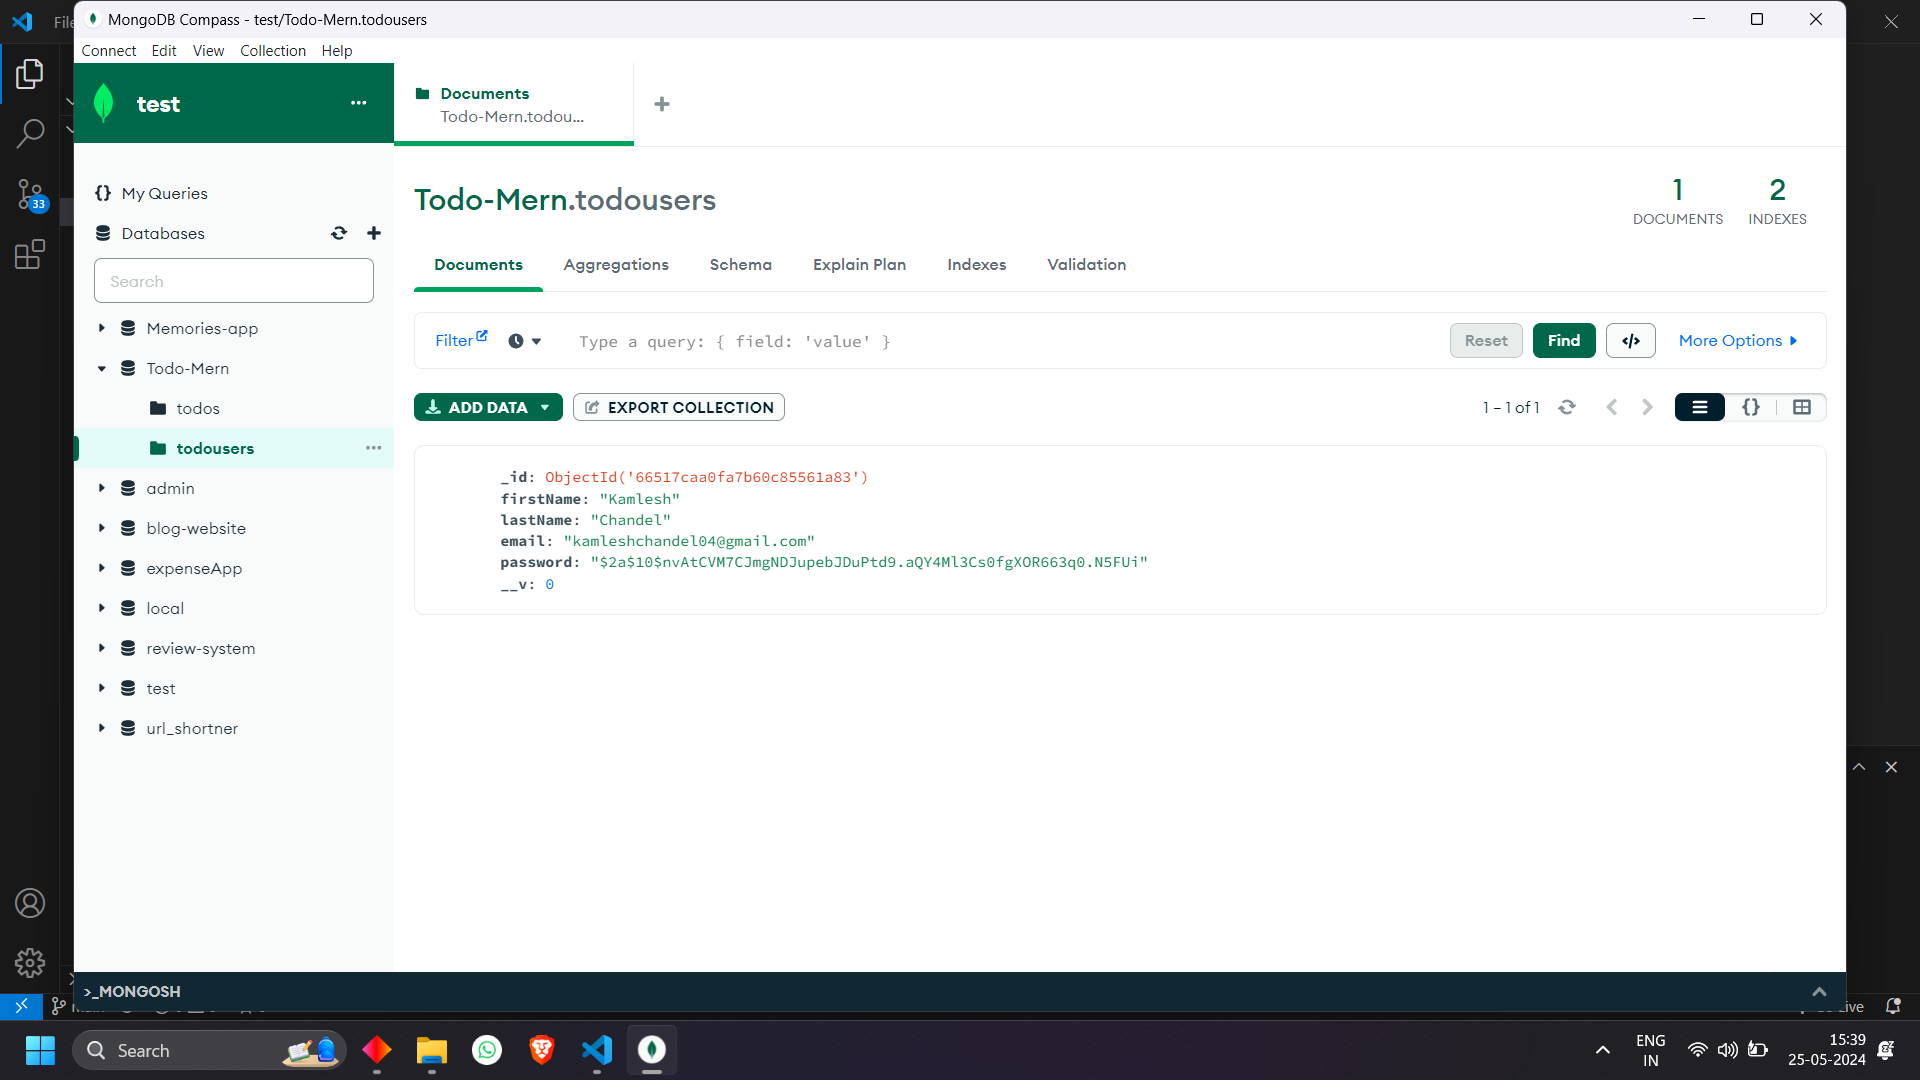 File
MongoDB Compass - test/Todo-Mern.todousers
Connect Edit View Collection Help
test
Documents
Todo-Mern.todou...
My Queries
Databases
Search
Memories-app
Todo-Mern
todos
todousers
admin
blog-website
expenseApp
local
review-system
test
url_shortner
Todo-Mern.todousers
1
DOCUMENTS
2
INDEXES
Documents Aggregations Schema Explain Plan Indexes Validation
Filter Type a query: { field: 'value' } Reset Find </> More Options
ADD DATA EXPORT COLLECTION 1 – 1 of 1 {}
_id: ObjectId('66517caa0fa7b60c85561a83')
firstName: "Kamlesh"
lastName: "Chandel"
email: "kamleshchandel04@gmail.com"
password: "$2a$10$nvAtCVM7CJmgNDJupebJDuPtd9.aQY4Ml3Cs0fgXOR663q0.N5FUi"
__v: 0
33
>_MONGOSH
Search
ENG
IN
15:39
25-05-2024